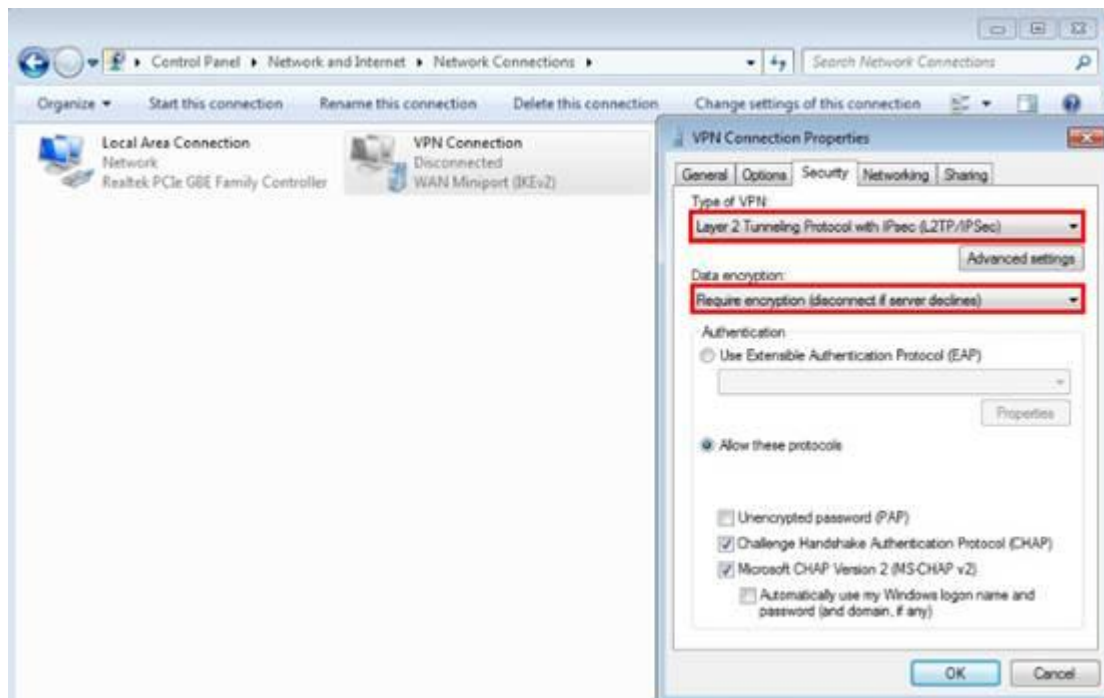 Control Panel ▸ Network and Internet ▸ Network Connections ▸
Search Network Connections
Organize ▾ Start this connection Rename this connection Delete this connection Change settings of this connection
Local Area Connection
Network
Realtek PCIe GBE Family Controller
VPN Connection
Disconnected
WAN Miniport (IKEv2)
VPN Connection Properties
General Options Security Networking Sharing
Type of VPN:
Layer 2 Tunneling Protocol with IPsec (L2TP/IPSec)
Advanced settings
Data encryption:
Require encryption (disconnect if server declines)
Authentication
Use Extensible Authentication Protocol (EAP)
Properties
Allow these protocols
Unencrypted password (PAP)
Challenge Handshake Authentication Protocol (CHAP)
Microsoft CHAP Version 2 (MS-CHAP v2)
Automatically use my Windows logon name and
password (and domain, if any)
OK Cancel